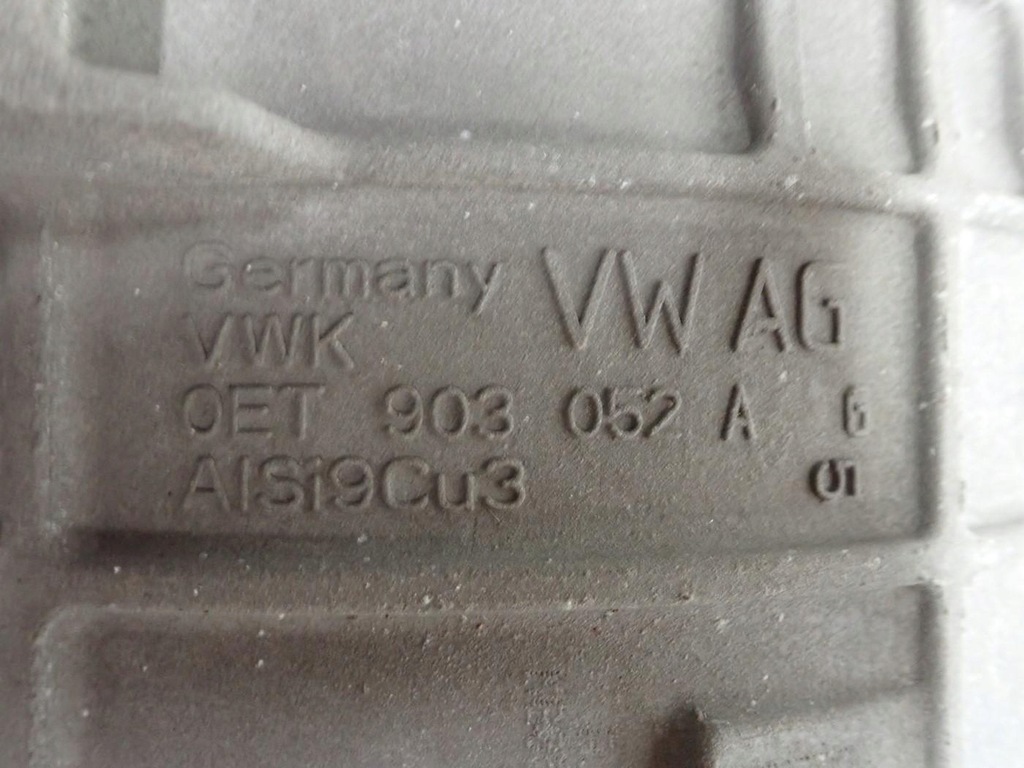 Germany VW AG
VWK
0ET 903 052 A G
AlSi9Cu3